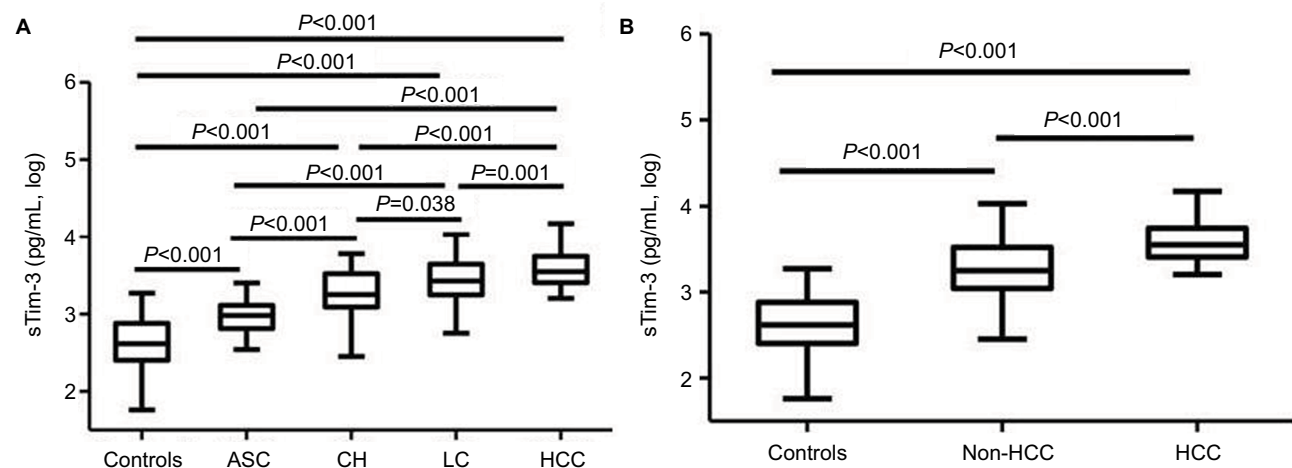 A
P<0.001
P<0.001
P<0.001
P<0.001 P<0.001
P<0.001 P=0.001
P<0.001 P=0.038
P<0.001
sTim-3 (pg/mL, log)
6
5
4
3
2
Controls ASC CH LC HCC
B
P<0.001
P<0.001
P<0.001
sTim-3 (pg/mL, log)
6
5
4
3
2
Controls Non-HCC HCC